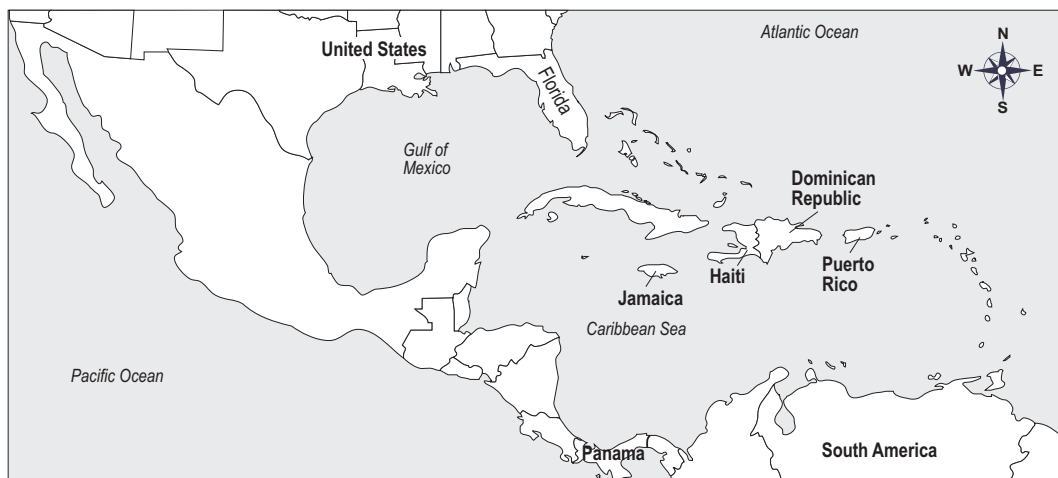 Atlantic Ocean
N
W E
S
United States
Florida
Gulf of
Mexico
Dominican
Republic
Haiti
Puerto
Rico
Jamaica
Caribbean Sea
Pacific Ocean
Panama
South America